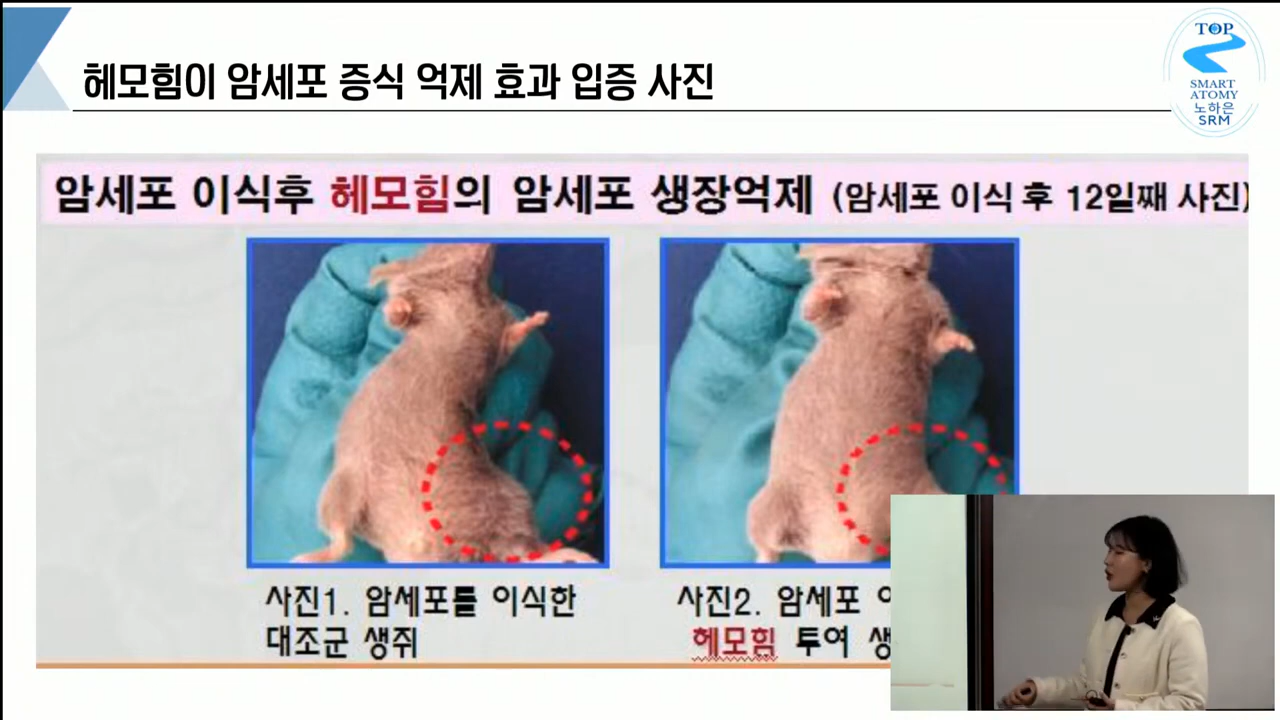 헤모힘이 암세포 증식 억제 효과 입증 사진
TOP
SMART
ATOMY
노하은
SRM
암세포 이식후 헤모힘의 암세포 생장억제 (암세포 이식 후 12일째 사진)
사진1. 암세포를 이식한
대조군 생쥐
사진2. 암세포
헤모힘 투여